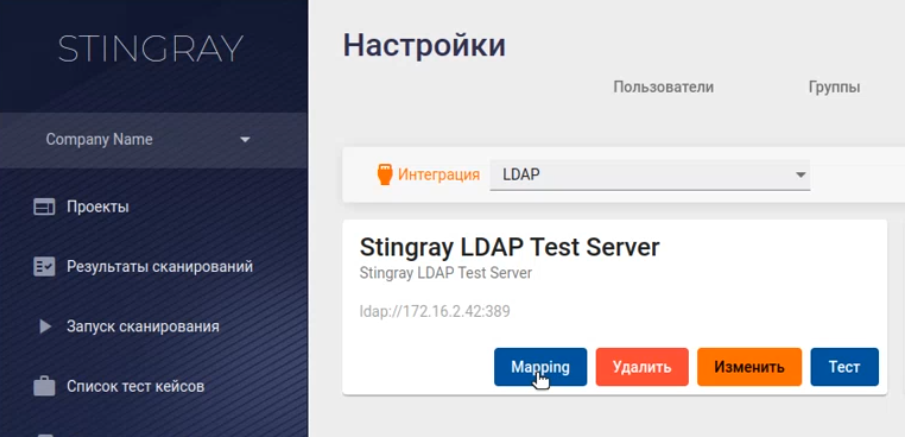 STINGRAY
Настройки
Пользователи Группы
Company Name
Интеграция LDAP
Проекты
Результаты сканирований
Запуск сканирования
Список тест кейсов
Stingray LDAP Test Server
Stingray LDAP Test Server
ldap://172.16.2.42:389
Mapping Удалить Изменить Тест